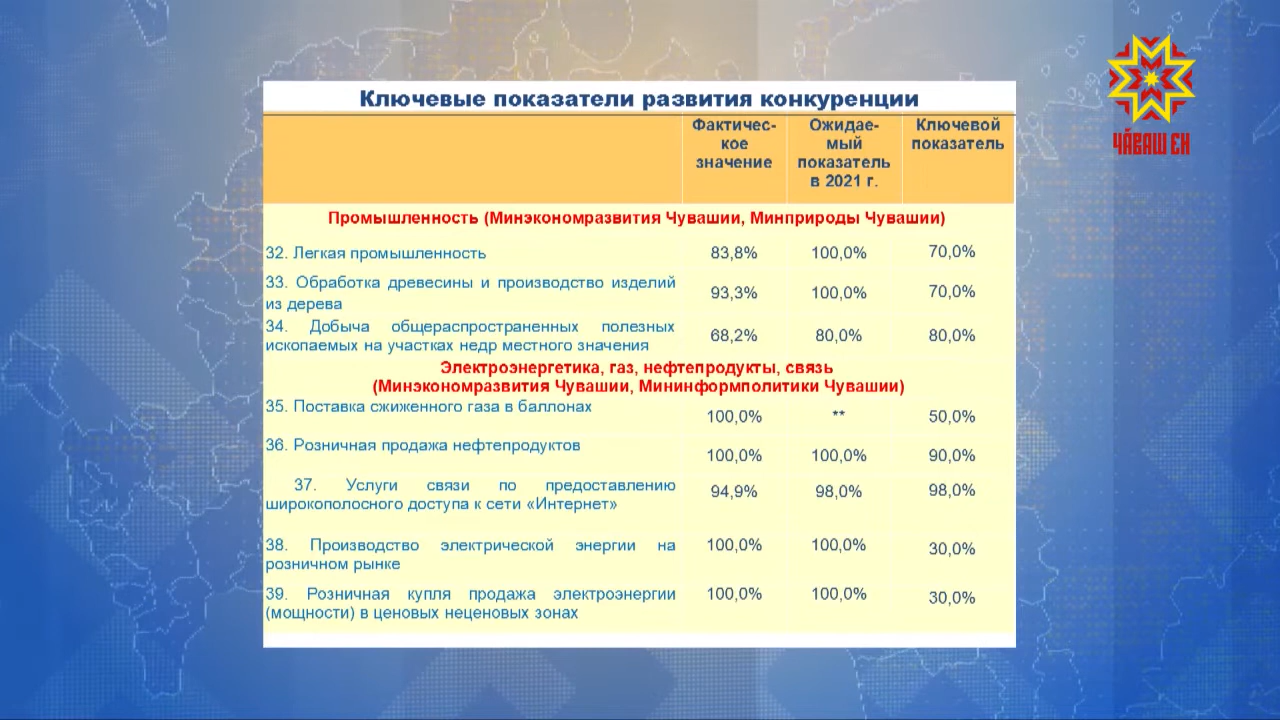 Ключевые показатели развития конкуренции
Фактичес-
кое
значение
Ожидае-
мый
показатель
в 2021 г.
Ключевой
показатель
ЧӐВАШ ЕН
Промышленность (Минэкономразвития Чувашии, Минприроды Чувашии)
32. Легкая промышленность 83,8% 100,0% 70,0%
33. Обработка древесины и производство изделий
из дерева 93,3% 100,0% 70,0%
34. Добыча общераспространенных полезных
ископаемых на участках недр местного значения 68,2% 80,0% 80,0%
Электроэнергетика, газ, нефтепродукты, связь
(Минэкономразвития Чувашии, Мининформполитики Чувашии)
35. Поставка сжиженного газа в баллонах 100,0% ** 50,0%
36. Розничная продажа нефтепродуктов 100,0% 100,0% 90,0%
37. Услуги связи по предоставлению
широкополосного доступа к сети «Интернет» 94,9% 98,0% 98,0%
38. Производство электрической энергии на
розничном рынке 100,0% 100,0% 30,0%
39. Розничная купля продажа электроэнергии
(мощности) в ценовых неценовых зонах 100,0% 100,0% 30,0%